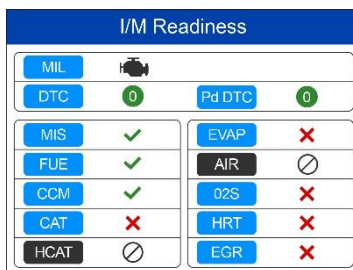 I/M Readiness
MIL
DTC 0 Pd DTC 0
MIS EVAP
FUE AIR
CCM 02S
CAT HRT
HCAT EGR